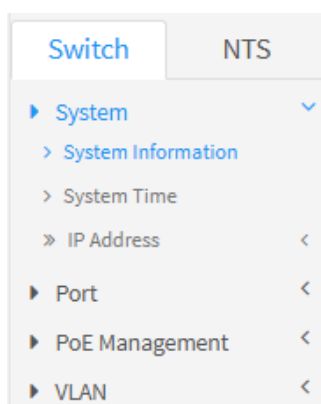 Switch NTS
System
System Information
System Time
IP Address
Port
PoE Management
VLAN